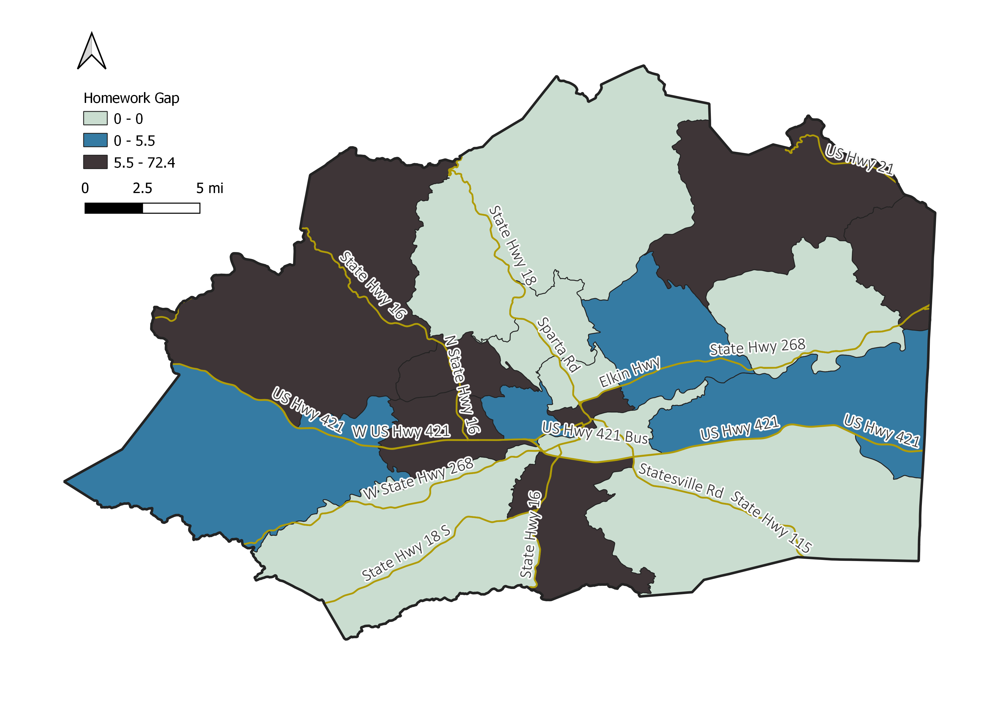 Homework Gap
0 - 0
0 - 5.5
5.5 - 72.4
0 2.5 5 mi
US Hwy 21
State Hwy 18
State Hwy 16
N State Hwy 16
Sparta Rd
State Hwy 268
Elkin Hwy
US Hwy 421
W US Hwy 421
US Hwy 421 Bus
US Hwy 421
US Hwy 421
W State Hwy 268
Statesville Rd
State Hwy 115
State Hwy 16
State Hwy 18 S